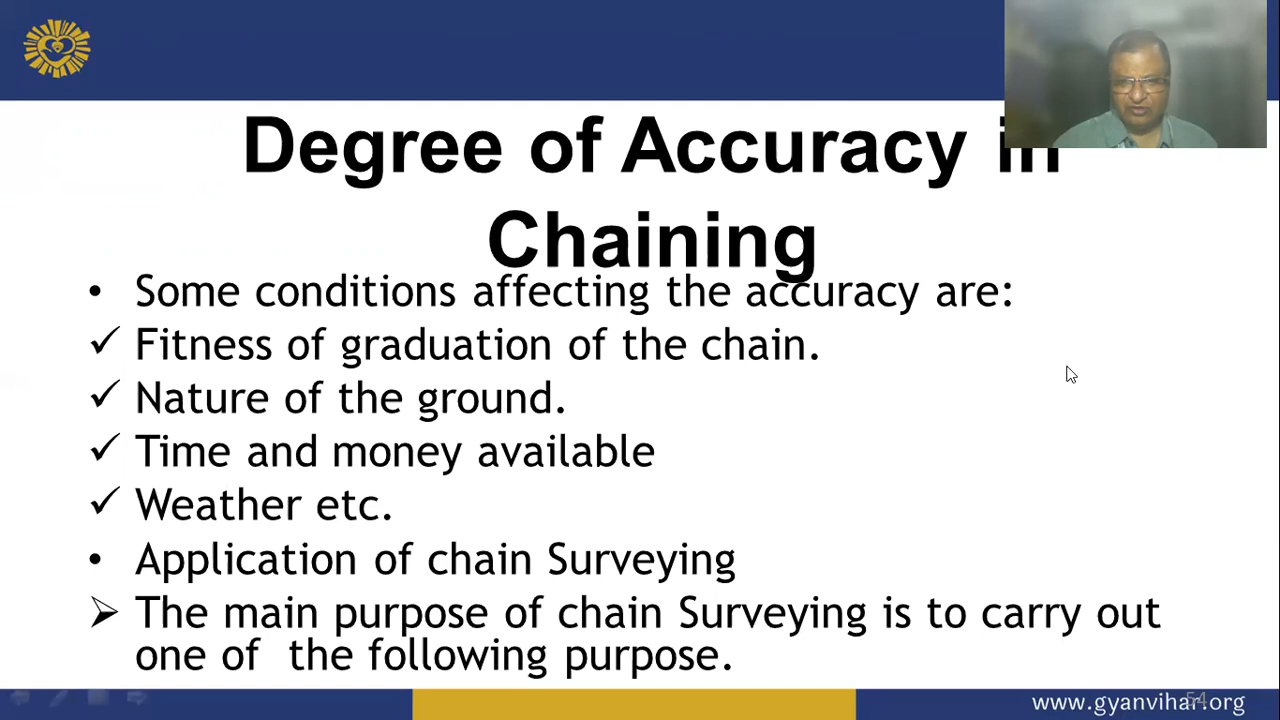 Degree of Accuracy in
Chaining
• Some conditions affecting the accuracy are:
✓ Fitness of graduation of the chain.
✓ Nature of the ground.
✓ Time and money available
✓ Weather etc.
• Application of chain Surveying
➢ The main purpose of chain Surveying is to carry out
one of the following purpose.
www.gyanvihar.org
54